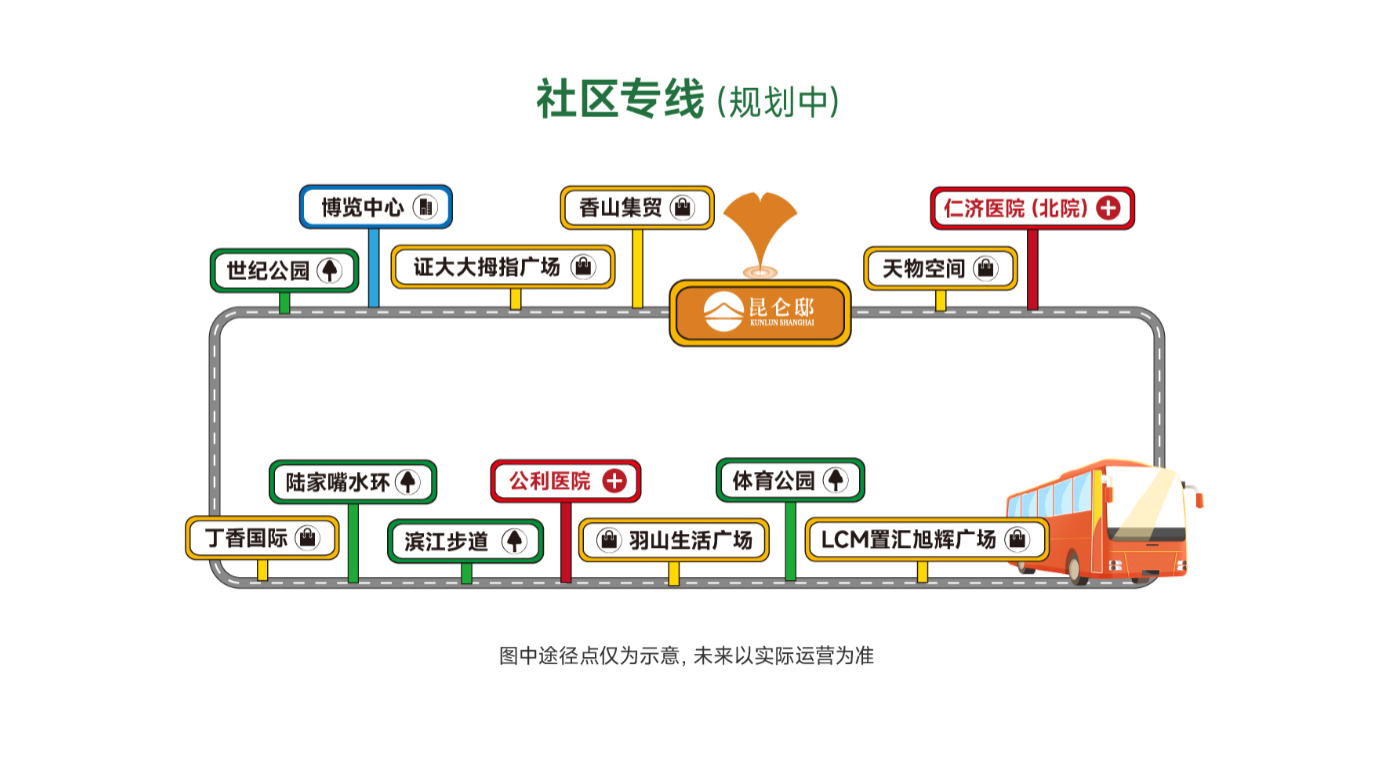 社区专线 (规划中)
博览中心
香山集贸
仁济医院 (北院)
世纪公园
证大大拇指广场
天物空间
昆仑邸
KUNLUN SHANGHAI
陆家嘴水环
公利医院
体育公园
丁香国际
滨江步道
羽山生活广场
LCM置汇旭辉广场
图中途径点仅为示意, 未来以实际运营为准